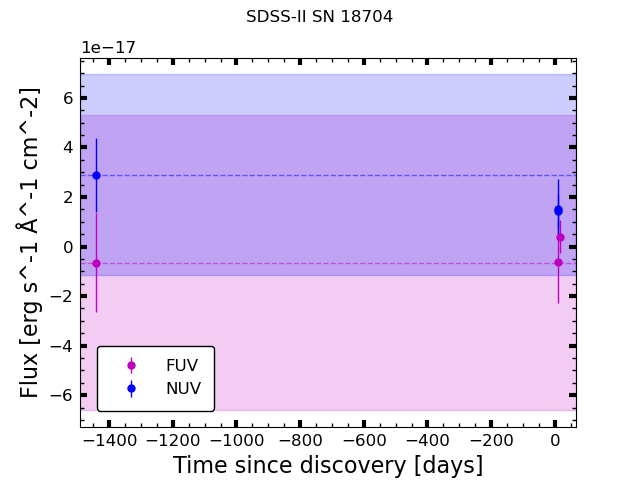 SDSS-II SN 18704
1e−17
Flux [erg s^-1 Å^-1 cm^-2]
6
4
2
0
−2
−4
−6
FUV
NUV
−1400 −1200 −1000 −800 −600 −400 −200 0
Time since discovery [days]